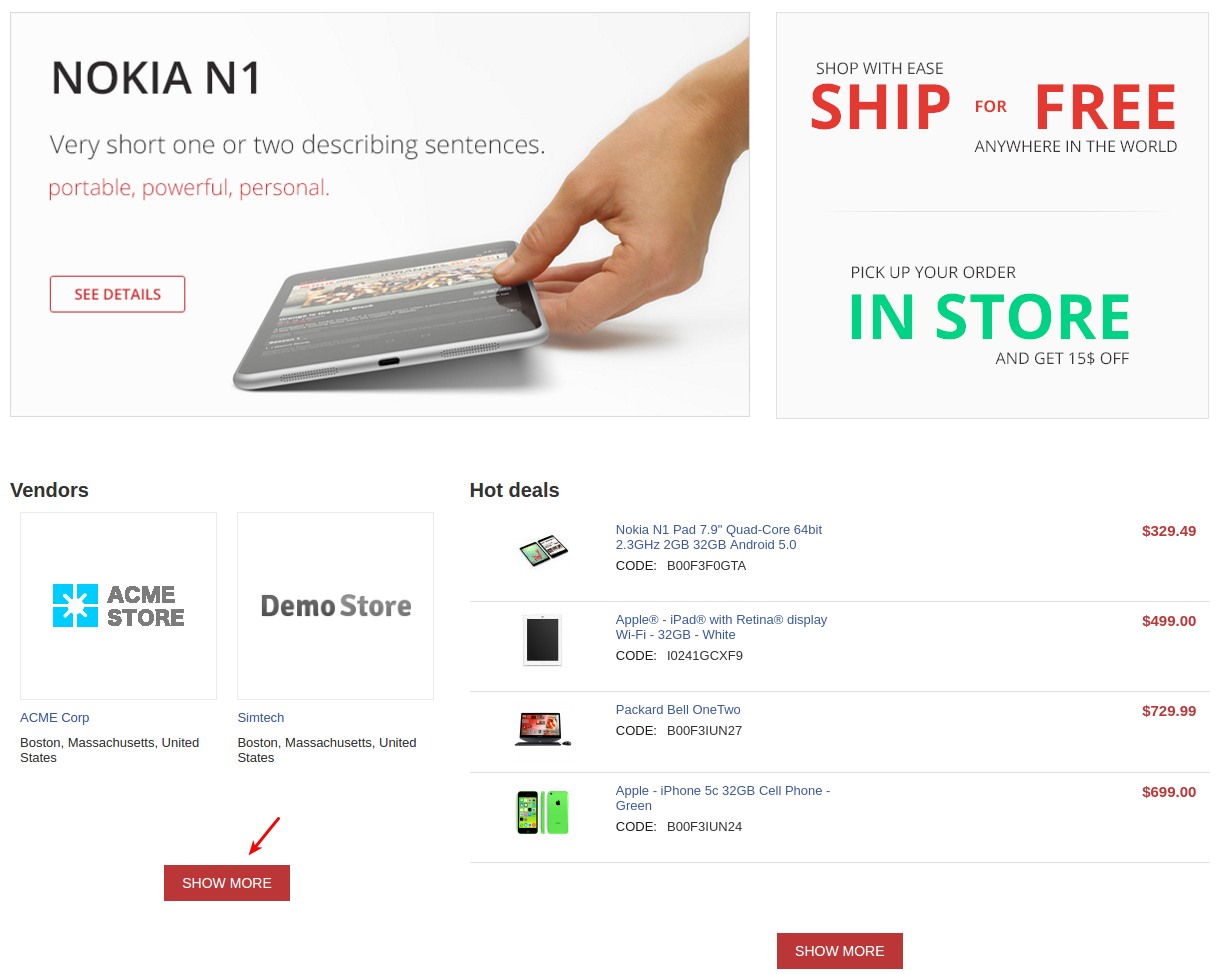 NOKIA N1
Very short one or two describing sentences.
portable, powerful, personal.
SEE DETAILS
SHOP WITH EASE
SHIP FOR FREE
ANYWHERE IN THE WORLD
PICK UP YOUR ORDER
IN STORE
AND GET 15$ OFF
Vendors
ACME
STORE
Demo Store
ACME Corp
Boston, Massachusetts, United
States
Simtech
Boston, Massachusetts, United
States
SHOW MORE
Hot deals
Nokia N1 Pad 7.9" Quad-Core 64bit
2.3GHz 2GB 32GB Android 5.0
CODE: B00F3F0GTA
$329.49
Apple® - iPad® with Retina® display
Wi-Fi - 32GB - White
CODE: I0241GCXF9
$499.00
Packard Bell OneTwo
CODE: B00F3IUN27
$729.99
Apple - iPhone 5c 32GB Cell Phone -
Green
CODE: B00F3IUN24
$699.00
SHOW MORE